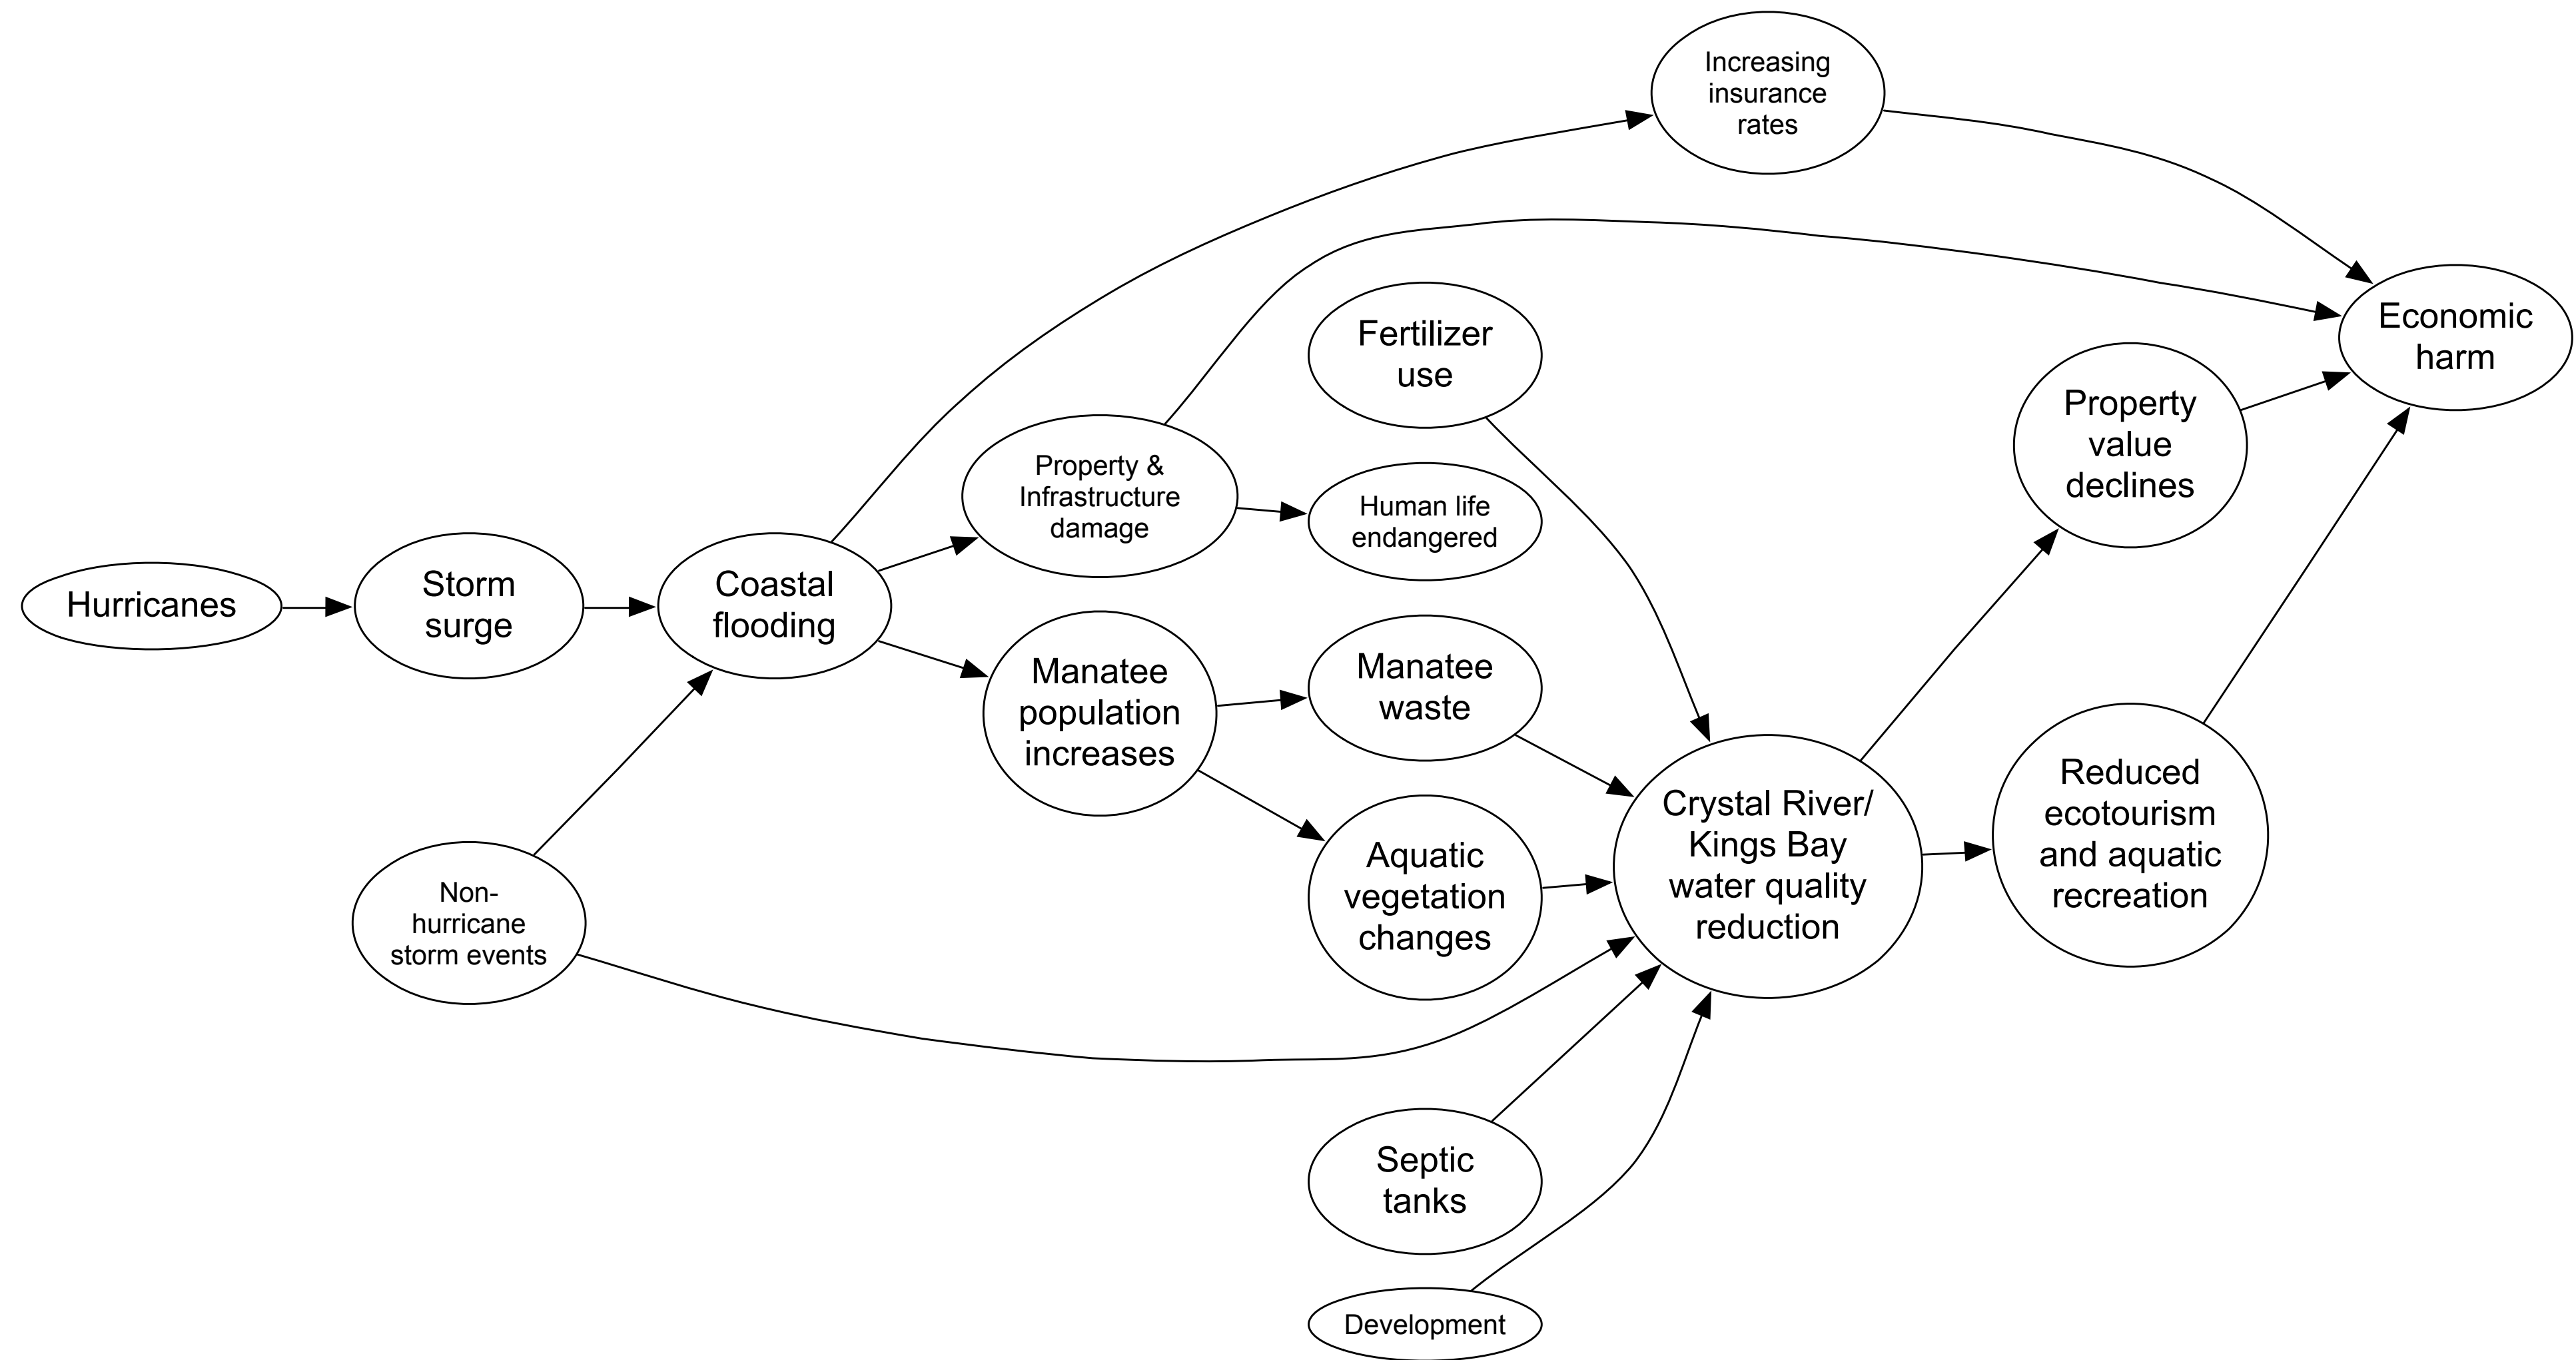 Increasing
insurance
rates
Economic
harm
Fertilizer
use
Property
value
declines
Property &
Infrastructure
damage
Human life
endangered
Hurricanes
Storm
surge
Coastal
flooding
Manatee
population
increases
Manatee
waste
Aquatic
vegetation
changes
Crystal River/
Kings Bay
water quality
reduction
Reduced
ecotourism
and aquatic
recreation
Non-
hurricane
storm events
Septic
tanks
Development